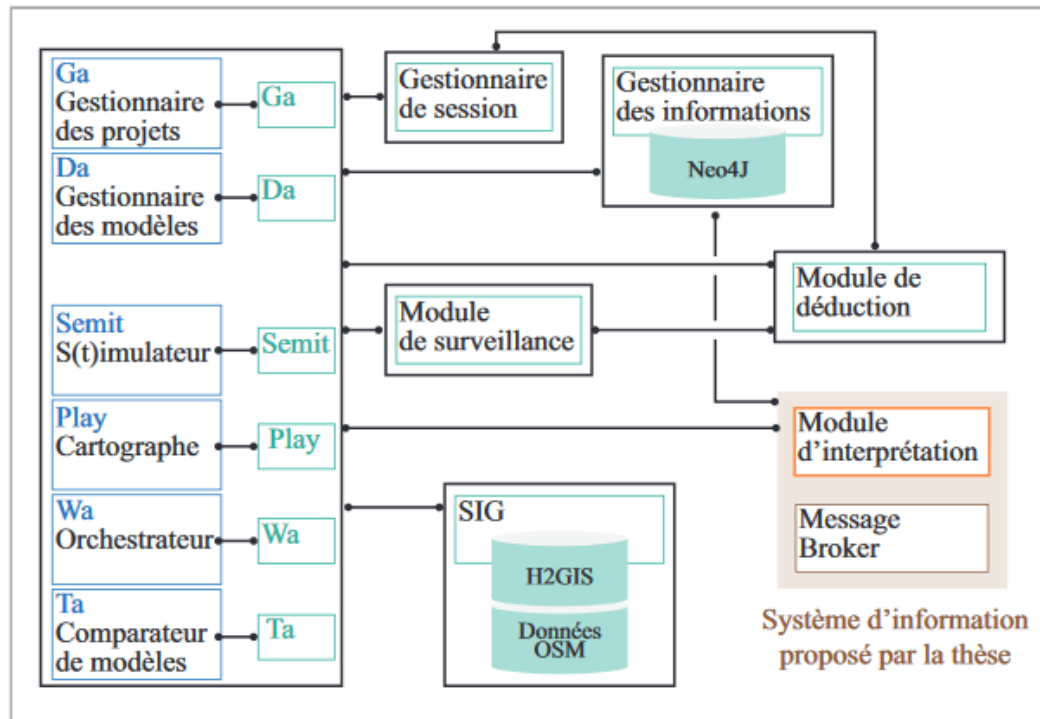 Ga
Gestionnaire
des projets
Ga
Da
Gestionnaire
des modèles
Da
Semit
S(t)imulateur
Semit
Play
Cartographe
Play
Wa
Orchestrateur
Wa
Ta
Comparateur
de modèles
Ta
Gestionnaire
de session
Gestionnaire
des informations
Neo4J
Module
de surveillance
Module de
déduction
SIG
H2GIS
Données
OSM
Module
d'interprétation
Message
Broker
Système d'information
proposé par la thèse